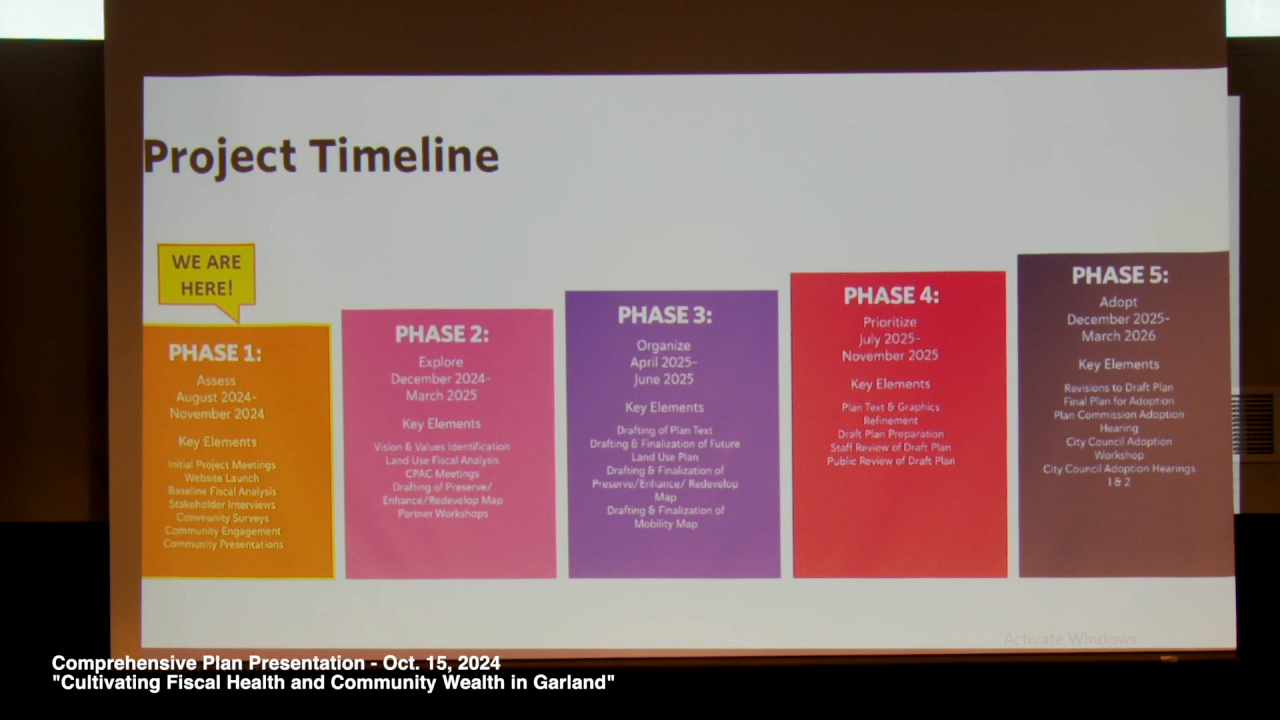 Project Timeline
WE ARE
HERE!
PHASE 1:
Assess
August 2024-
November 2024
Key Elements
Initial Project Meetings
Website Launch
Baseline Fiscal Analysis
Stakeholder Interviews
Community Surveys
Community Engagement
Community Presentations
PHASE 2:
Explore
December 2024-
March 2025
Key Elements
Vision & Values Identification
Land Use Fiscal Analysis
CPAC Meetings
Drafting of Preserve/
Enhance/Redevelop Map
Partner Workshops
PHASE 3:
Organize
April 2025-
June 2025
Key Elements
Drafting of Plan Text
Drafting & Finalization of Future
Land Use Plan
Drafting & Finalization of
Preserve/Enhance/ Redevelop
Map
Drafting & Finalization of
Mobility Map
PHASE 4:
Prioritize
July 2025-
November 2025
Key Elements
Plan Text & Graphics
Refinement
Draft Plan Preparation
Staff Review of Draft Plan
Public Review of Draft Plan
PHASE 5:
Adopt
December 2025-
March 2026
Key Elements
Revisions to Draft Plan
Final Plan for Adoption
Plan Commission Adoption
Hearing
City Council Adoption
Workshop
City Council Adoption Hearings
1 & 2
Activate Windows
Comprehensive Plan Presentation - Oct. 15, 2024
"Cultivating Fiscal Health and Community Wealth in Garland"